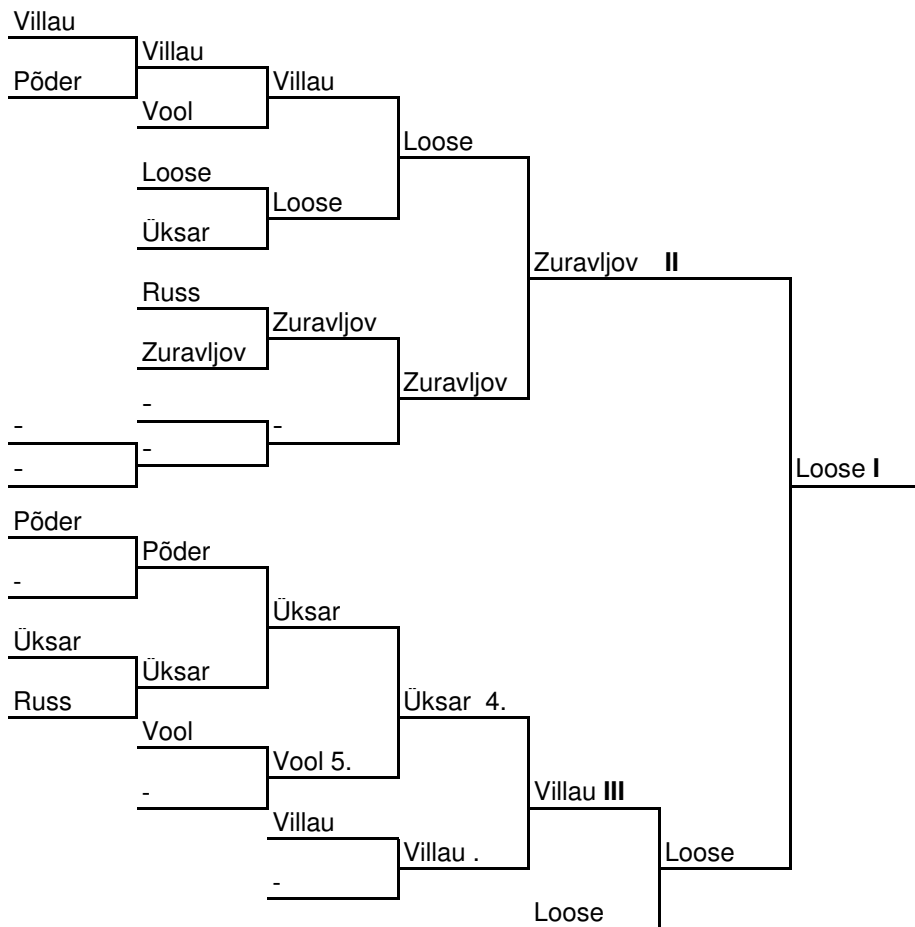 Villau
Villau
Põder
Villau
Vool
Loose
Loose
Loose
Üksar
Zuravljov II
Russ
Zuravljov
Zuravljov
Zuravljov
-
-
-
-
-
Loose I
Põder
Põder
-
Üksar
Üksar
Üksar
Russ
Üksar 4.
Vool
Vool 5.
-
Villau III
Villau
Villau .
Loose
-
Loose